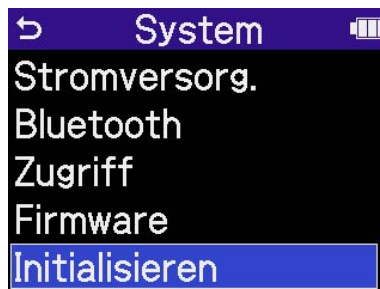 System
Stromversorg.
Bluetooth
Zugriff
Firmware
Initialisieren